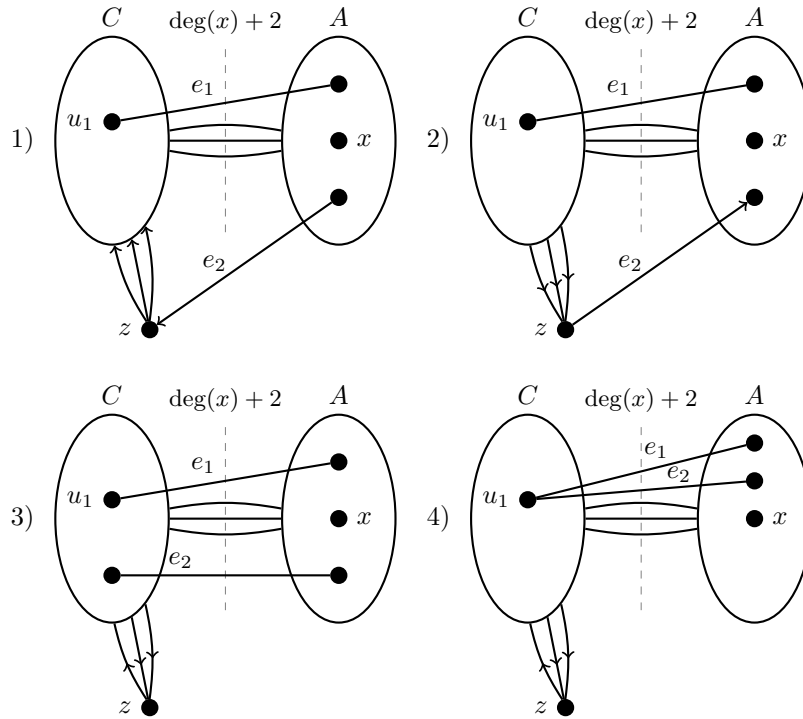 C deg(x) + 2 A C deg(x) + 2 A
e₁ e₁
u₁ u₁
1) x 2) x
e₂ e₂
z z
C deg(x) + 2 A C deg(x) + 2 A
e₁ e₁
e₂
u₁ u₁
3) x 4) x
e₂
z z